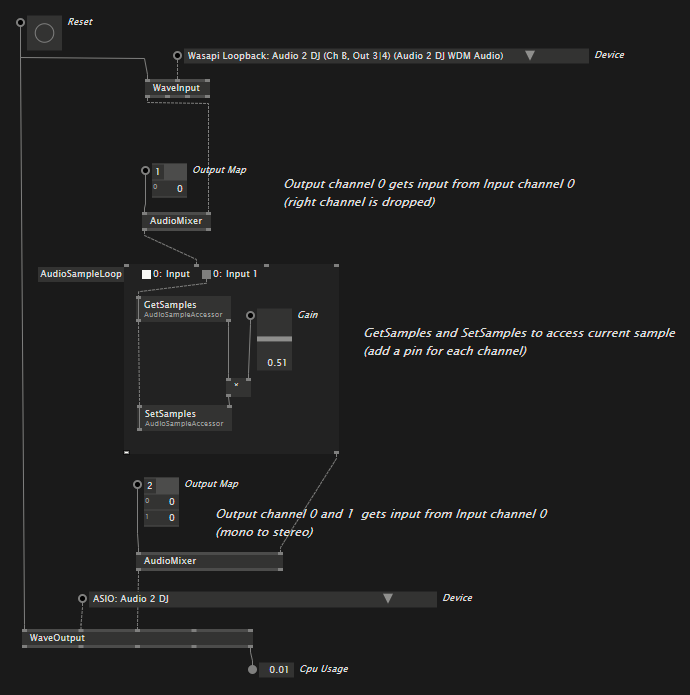 Reset
Wasapi Loopback: Audio 2 DJ (Ch B, Out 3|4) (Audio 2 DJ WDM Audio)
Device
WaveInput
1
Output Map
0 0
Output channel 0 gets input from Input channel 0
(right channel is dropped)
AudioMixer
AudioSampleLoop
0: Input
0: Input 1
GetSamples
AudioSampleAccessor
Gain
0.51
GetSamples and SetSamples to access current sample
(add a pin for each channel)
*
SetSamples
AudioSampleAccessor
2
Output Map
0 0
1 0
Output channel 0 and 1 gets input from Input channel 0
(mono to stereo)
AudioMixer
ASIO: Audio 2 DJ
Device
WaveOutput
0.01
Cpu Usage